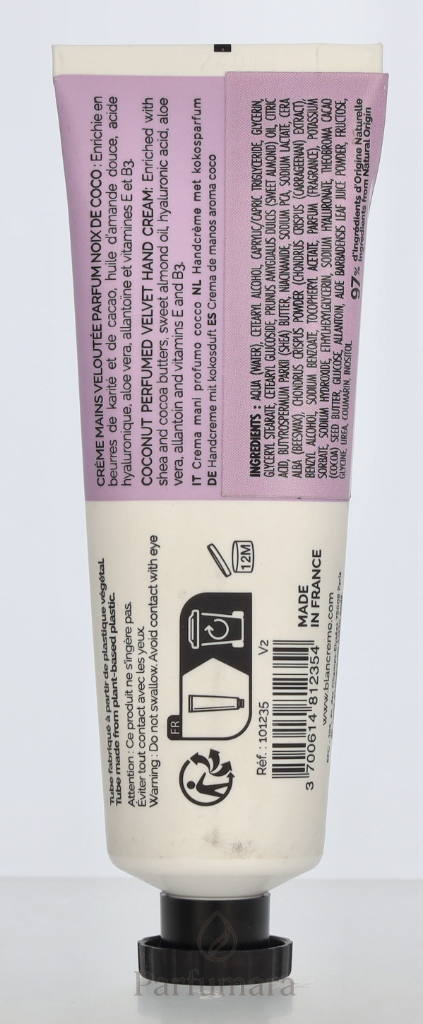 CRÈME MAINS VELOUTÉE PARFUM NOIX DE COCO : Enrichie en
beurres de karité et de cacao, huile d'amande douce, acide
hyaluronique, aloe vera, allantoïne et vitamines E et B3.
COCONUT PERFUMED VELVET HAND CREAM: Enriched with
shea and cocoa butters, sweet almond oil, hyaluronic acid, aloe
vera, allantoin and vitamins E and B3.
IT Crema mani profumo cocco NL Handcrème met kokosparfum
DE Handcreme mit kokosduft ES Crema de manos aroma coco
INGREDIENTS : AQUA (WATER), CETEARYL ALCOHOL, CAPRYLIC/CAPRIC TRIGLYCERIDE, GLYCERIN,
GLYCERYL STEARATE, CETEARYL GLUCOSIDE, PRUNUS AMYGDALUS DULCIS (SWEET ALMOND) OIL, CITRIC
ACID, BUTYROSPERMUM PARKII (SHEA) BUTTER, NIACINAMIDE, SODIUM PCA, SODIUM LACTATE, CERA
ALBA (BEESWAX), CHONDRUS CRISPUS POWDER (CHONDRUS CRISPUS (CARRAGEENAN) EXTRACT),
BENZYL ALCOHOL, SODIUM BENZOATE, TOCOPHERYL ACETATE, PARFUM (FRAGRANCE), POTASSIUM
SORBATE, SODIUM HYDROXIDE, ETHYLHEXYLGLYCERIN, SODIUM HYALURONATE, THEOBROMA CACAO
(COCOA) SEED BUTTER, GLUCOSE, ALLANTOIN, ALOE BARBADENSIS LEAF JUICE POWDER, FRUCTOSE,
GLYCINE, UREA, COUMARIN, INOSITOL
97% d'Ingrédients d'Origine Naturelle
Ingredients from Natural Origin
Tube fabriqué à partir de plastique végétal.
Tube made from plant-based plastic.
Attention : Ce produit ne s'ingère pas.
Éviter tout contact avec les yeux.
Warning : Do not swallow. Avoid contact with eye
12M
FR
Réf. : 101235 V2
3 700614 812354
MADE
IN FRANCE
www.blancreme.com
Parfumara